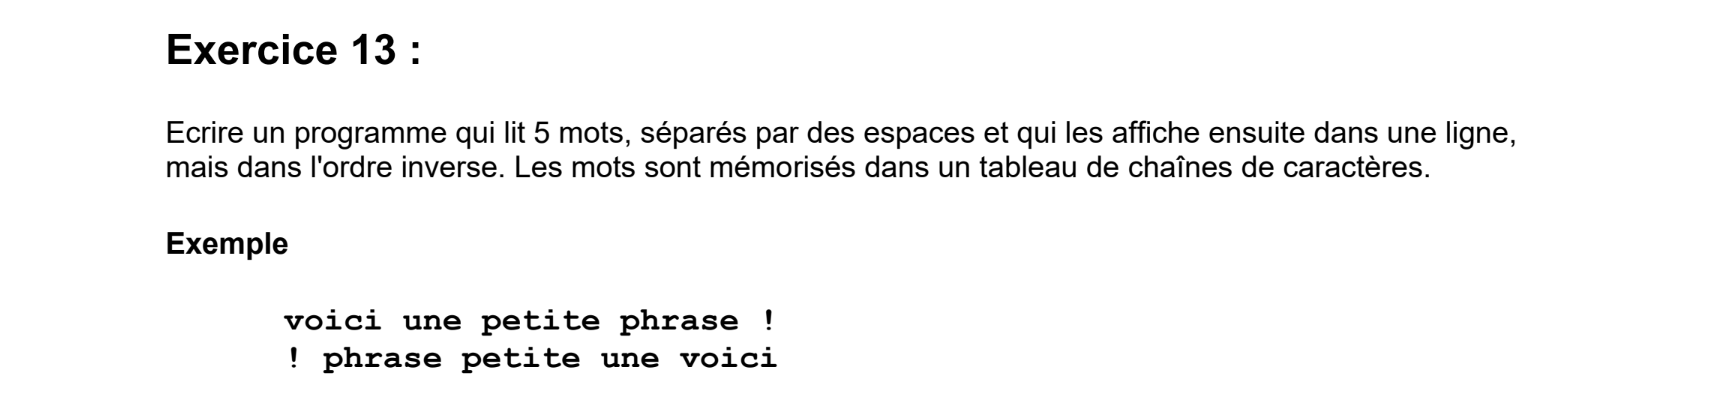 Exercice 13 :
Ecrire un programme qui lit 5 mots, séparés par des espaces et qui les affiche ensuite dans une ligne,
mais dans l'ordre inverse. Les mots sont mémorisés dans un tableau de chaînes de caractères.
Exemple
voici une petite phrase !
! phrase petite une voici